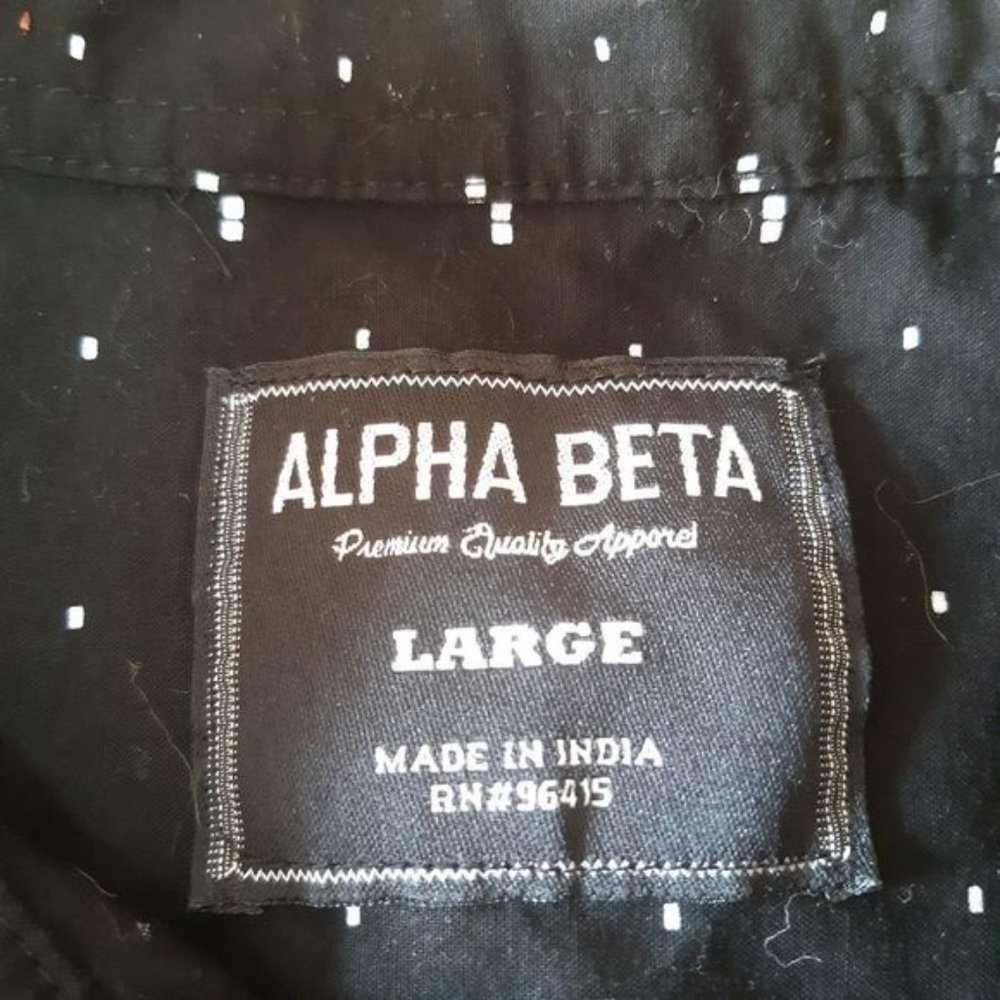 ALPHA BETA
Premium Quality Apparel
LARGE
MADE IN INDIA
RN#96415